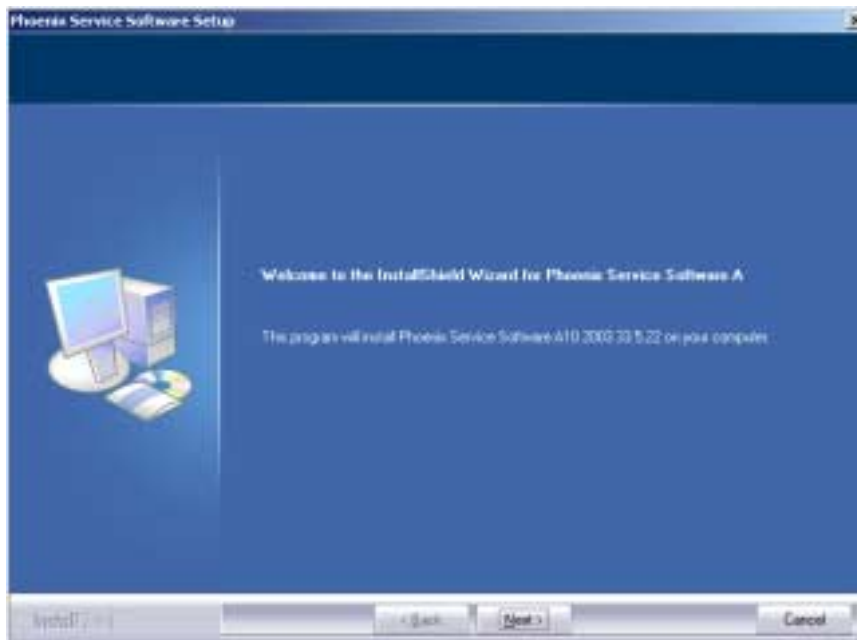 Phoenix Service Software Setup
Welcome to the InstallShield Wizard for Phoenix Service Software A
This program will install Phoenix Service Software A10 2003 33 5.22 on your computer.
< Back
Next >
Cancel